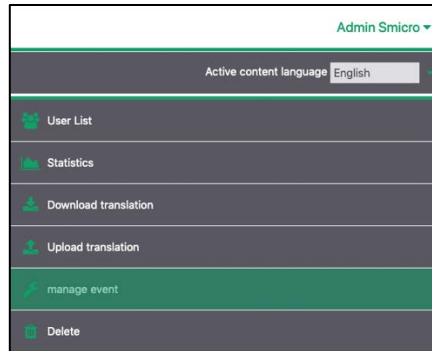 Admin Smicro
Active content language English
User List
Statistics
Download translation
Upload translation
manage event
Delete